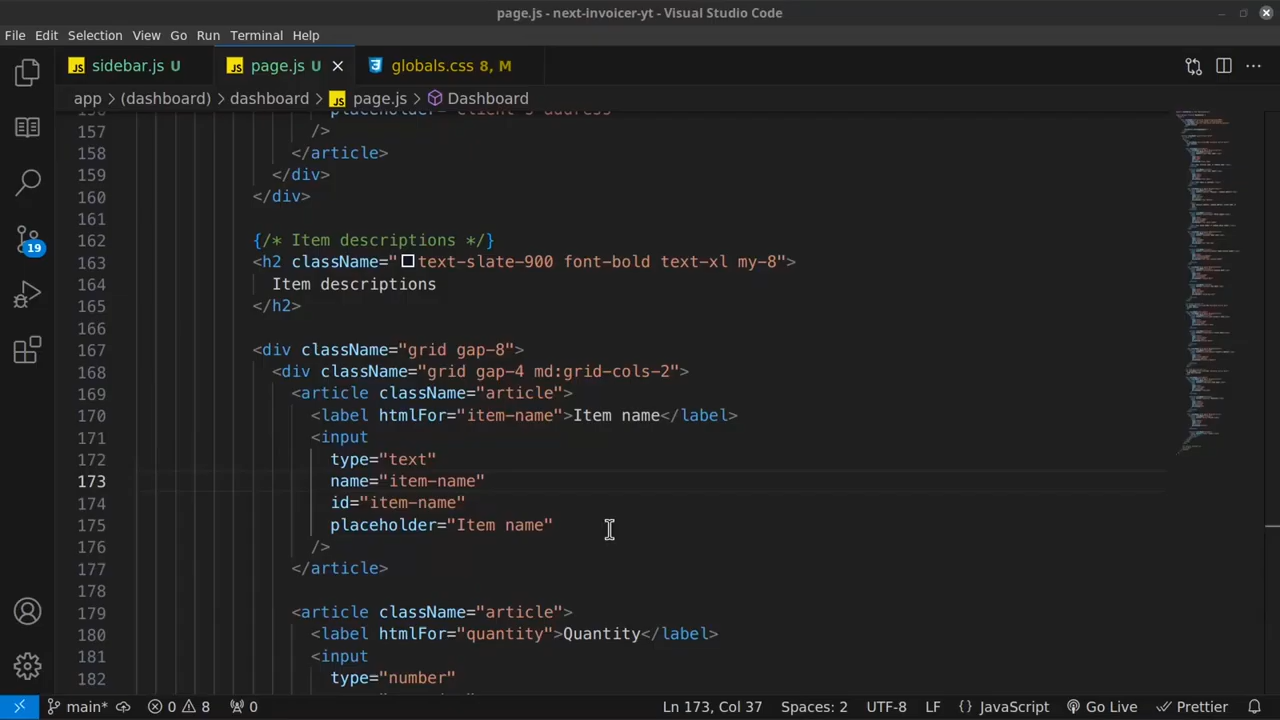 page.js - next-invoicer-yt - Visual Studio Code
File Edit Selection View Go Run Terminal Help
JS sidebar.js U JS page.js U globals.css 8, M
app > (dashboard) > dashboard > JS page.js > Dashboard
157 />
158 </article>
159 </div>
160 </div>
161
162 {/* Item descriptions */}
163 <h2 className="text-slate-900 font-bold text-xl my-8">
164 Item descriptions
165 </h2>
166
167 <div className="grid gap-8">
168 <div className="grid gap-4 md:grid-cols-2">
169 <article className="article">
170 <label htmlFor="item-name">Item name</label>
171 <input
172 type="text"
173 name="item-name"
174 id="item-name"
175 placeholder="Item name"
176 />
177 </article>
178
179 <article className="article">
180 <label htmlFor="quantity">Quantity</label>
181 <input
182 type="number"
19
main* 0 8 0 Ln 173, Col 37 Spaces: 2 UTF-8 LF {} JavaScript Go Live Prettier